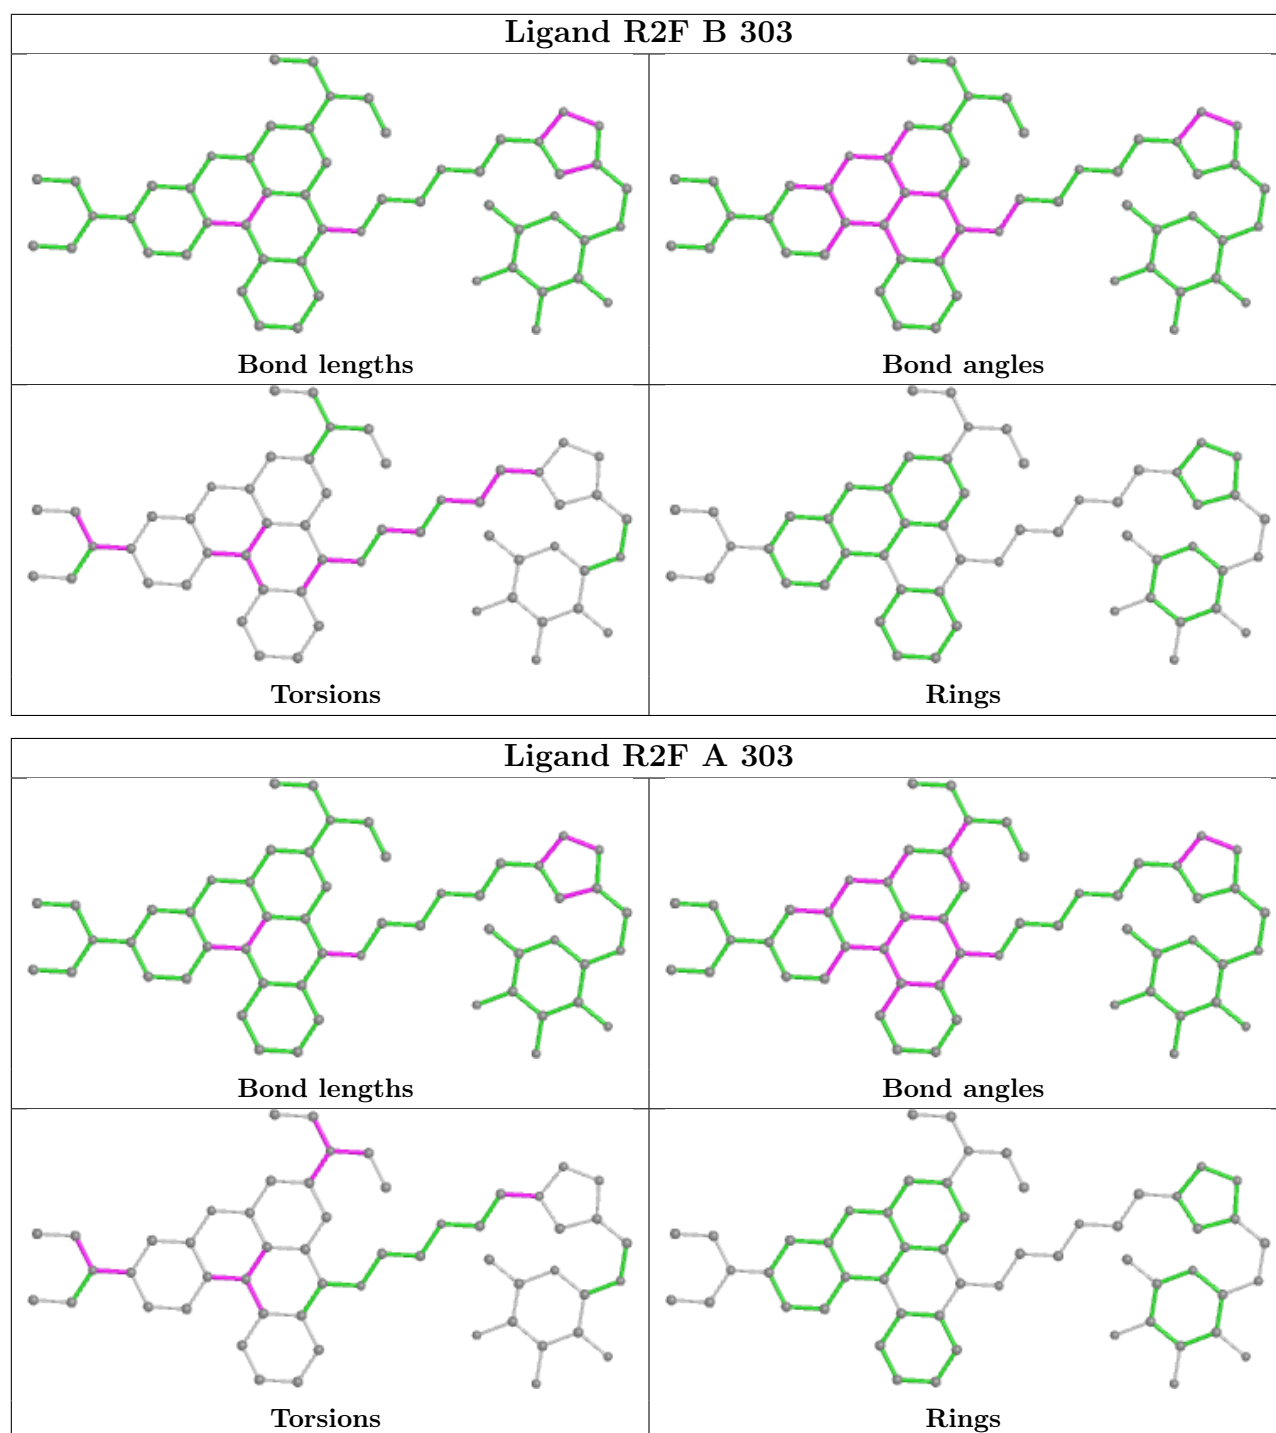 Ligand R2F B 303
Bond lengths
Bond angles
Torsions
Rings
Ligand R2F A 303
Bond lengths
Bond angles
Torsions
Rings